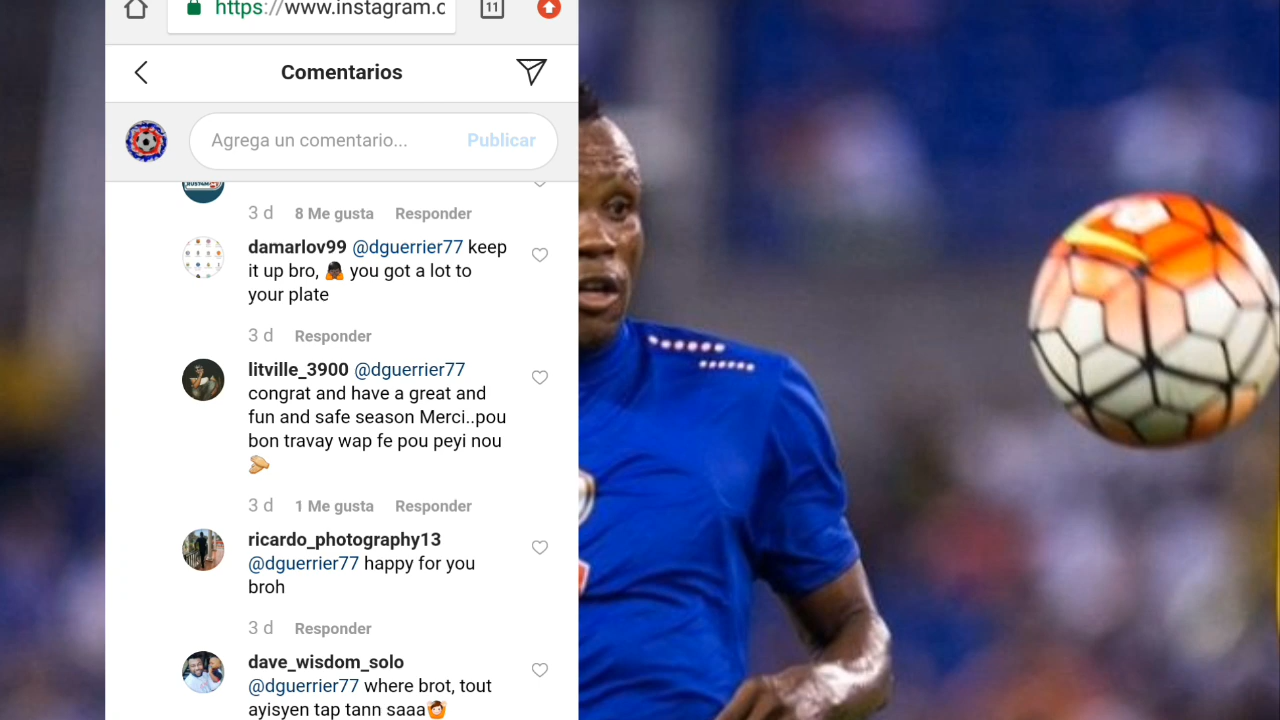 https://www.instagram.c
11
Comentarios
Agrega un comentario...
Publicar
3 d 8 Me gusta Responder
damarlov99 @dguerrier77 keep
it up bro, 🙇🏿 you got a lot to
your plate
3 d Responder
litville_3900 @dguerrier77
congrat and have a great and
fun and safe season Merci..pou
bon travay wap fe pou peyi nou
👏🏼
3 d 1 Me gusta Responder
ricardo_photography13
@dguerrier77 happy for you
broh
3 d Responder
dave_wisdom_solo
@dguerrier77 where brot, tout
ayisyen tap tann saaa🙆